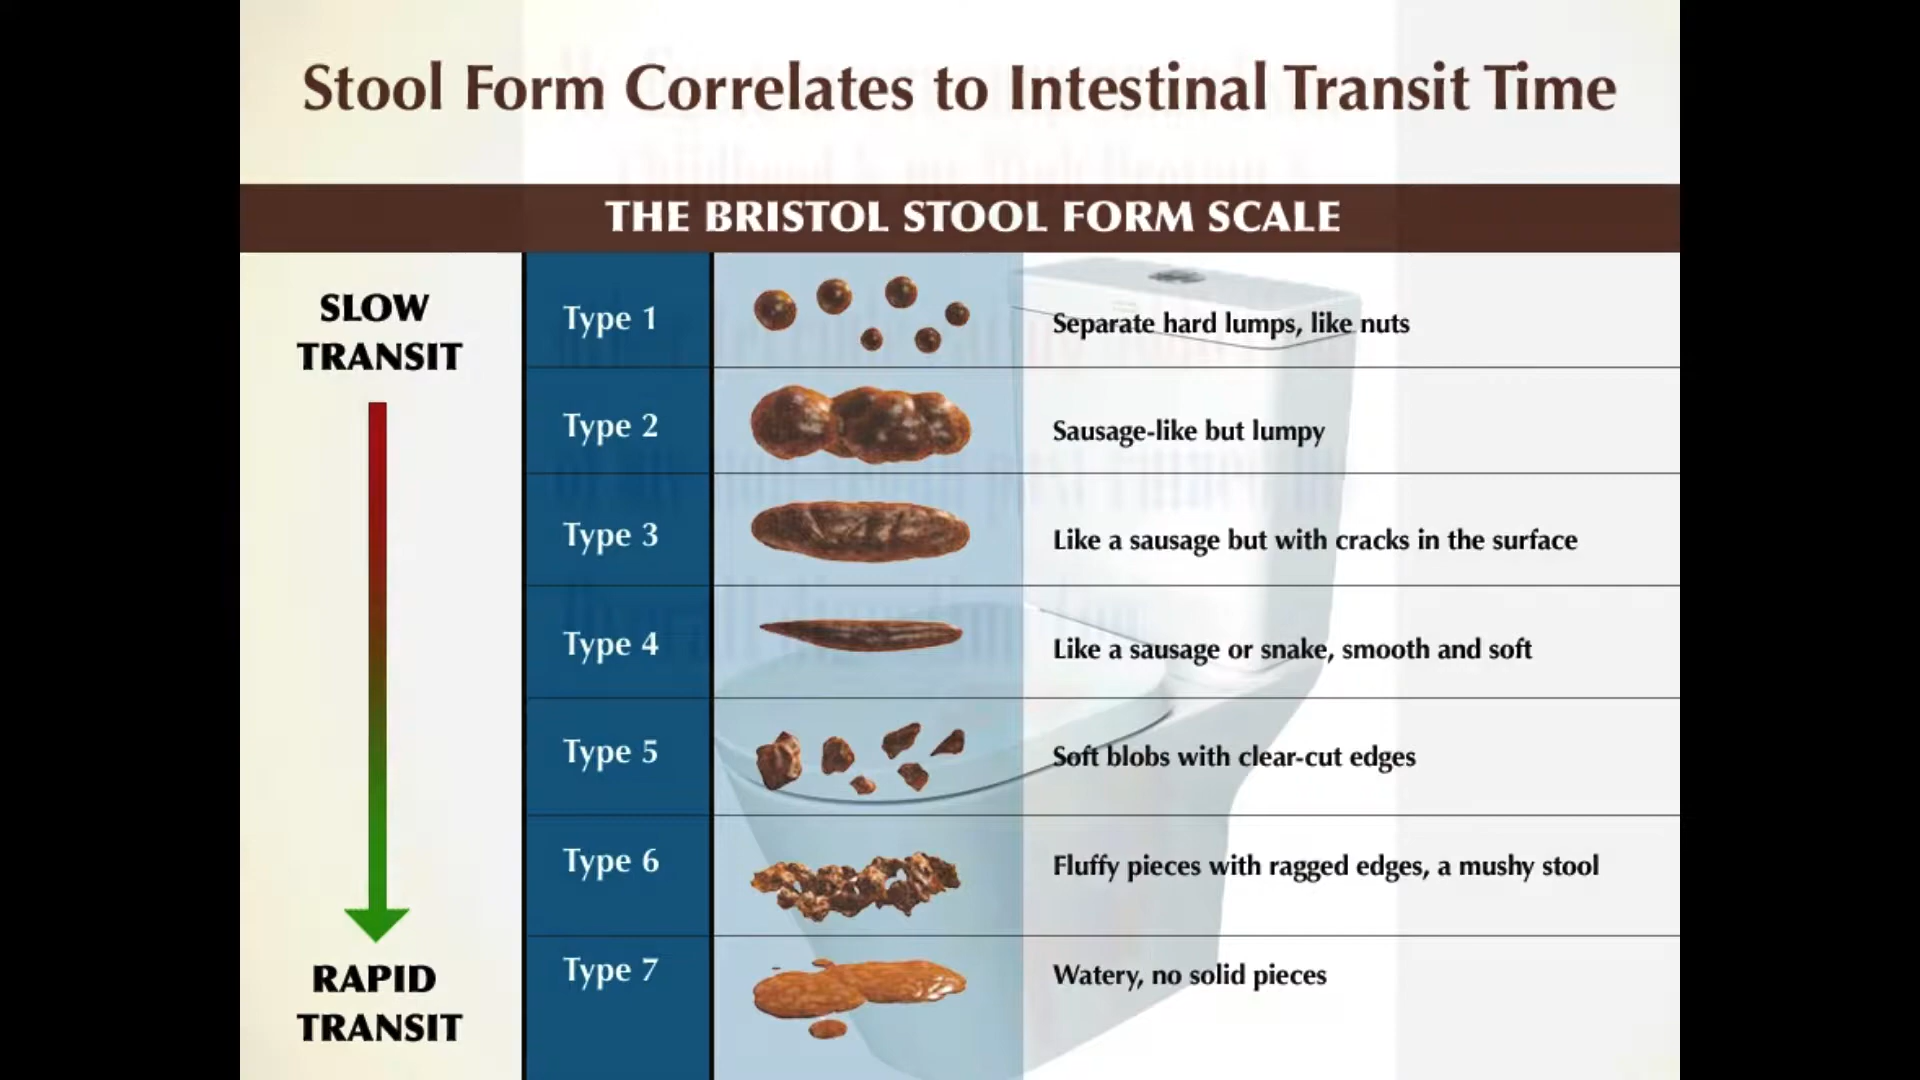 Stool Form Correlates to Intestinal Transit Time
THE BRISTOL STOOL FORM SCALE
SLOW
TRANSIT
Type 1
Separate hard lumps, like nuts
Type 2
Sausage-like but lumpy
Type 3
Like a sausage but with cracks in the surface
Type 4
Like a sausage or snake, smooth and soft
Type 5
Soft blobs with clear-cut edges
Type 6
Fluffy pieces with ragged edges, a mushy stool
Type 7
Watery, no solid pieces
RAPID
TRANSIT